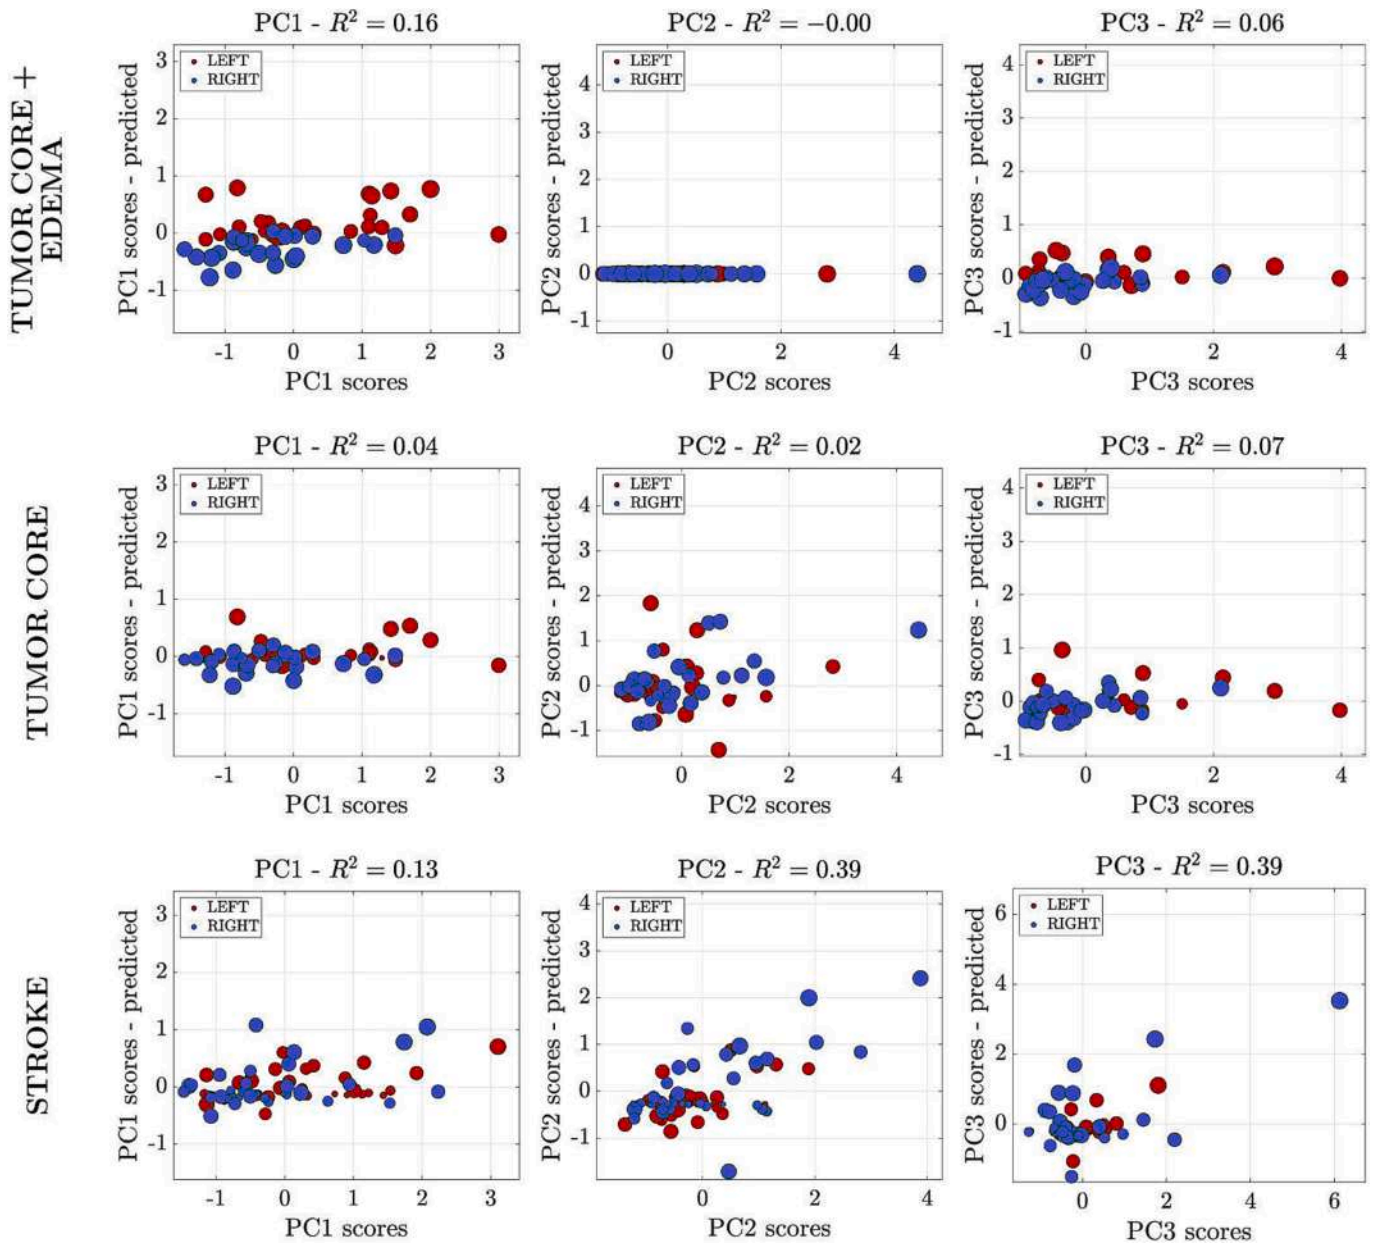 TUMOR CORE +
EDEMA
PC1 - R² = 0.16
LEFT
RIGHT
PC1 scores - predicted
3
2
1
0
-1
-1 0 1 2 3
PC1 scores
PC2 - R² = −0.00
LEFT
RIGHT
PC2 scores - predicted
4
3
2
1
0
-1
0 2 4
PC2 scores
PC3 - R² = 0.06
LEFT
RIGHT
PC3 scores - predicted
4
3
2
1
0
-1
0 2 4
PC3 scores
TUMOR CORE
PC1 - R² = 0.04
LEFT
RIGHT
PC1 scores - predicted
3
2
1
0
-1
-1 0 1 2 3
PC1 scores
PC2 - R² = 0.02
LEFT
RIGHT
PC2 scores - predicted
4
3
2
1
0
-1
0 2 4
PC2 scores
PC3 - R² = 0.07
LEFT
RIGHT
PC3 scores - predicted
4
3
2
1
0
-1
0 2 4
PC3 scores
STROKE
PC1 - R² = 0.13
LEFT
RIGHT
PC1 scores - predicted
3
2
1
0
-1
-1 0 1 2 3
PC1 scores
PC2 - R² = 0.39
LEFT
RIGHT
PC2 scores - predicted
4
3
2
1
0
-1
0 2 4
PC2 scores
PC3 - R² = 0.39
LEFT
RIGHT
PC3 scores - predicted
6
4
2
0
0 2 4 6
PC3 scores